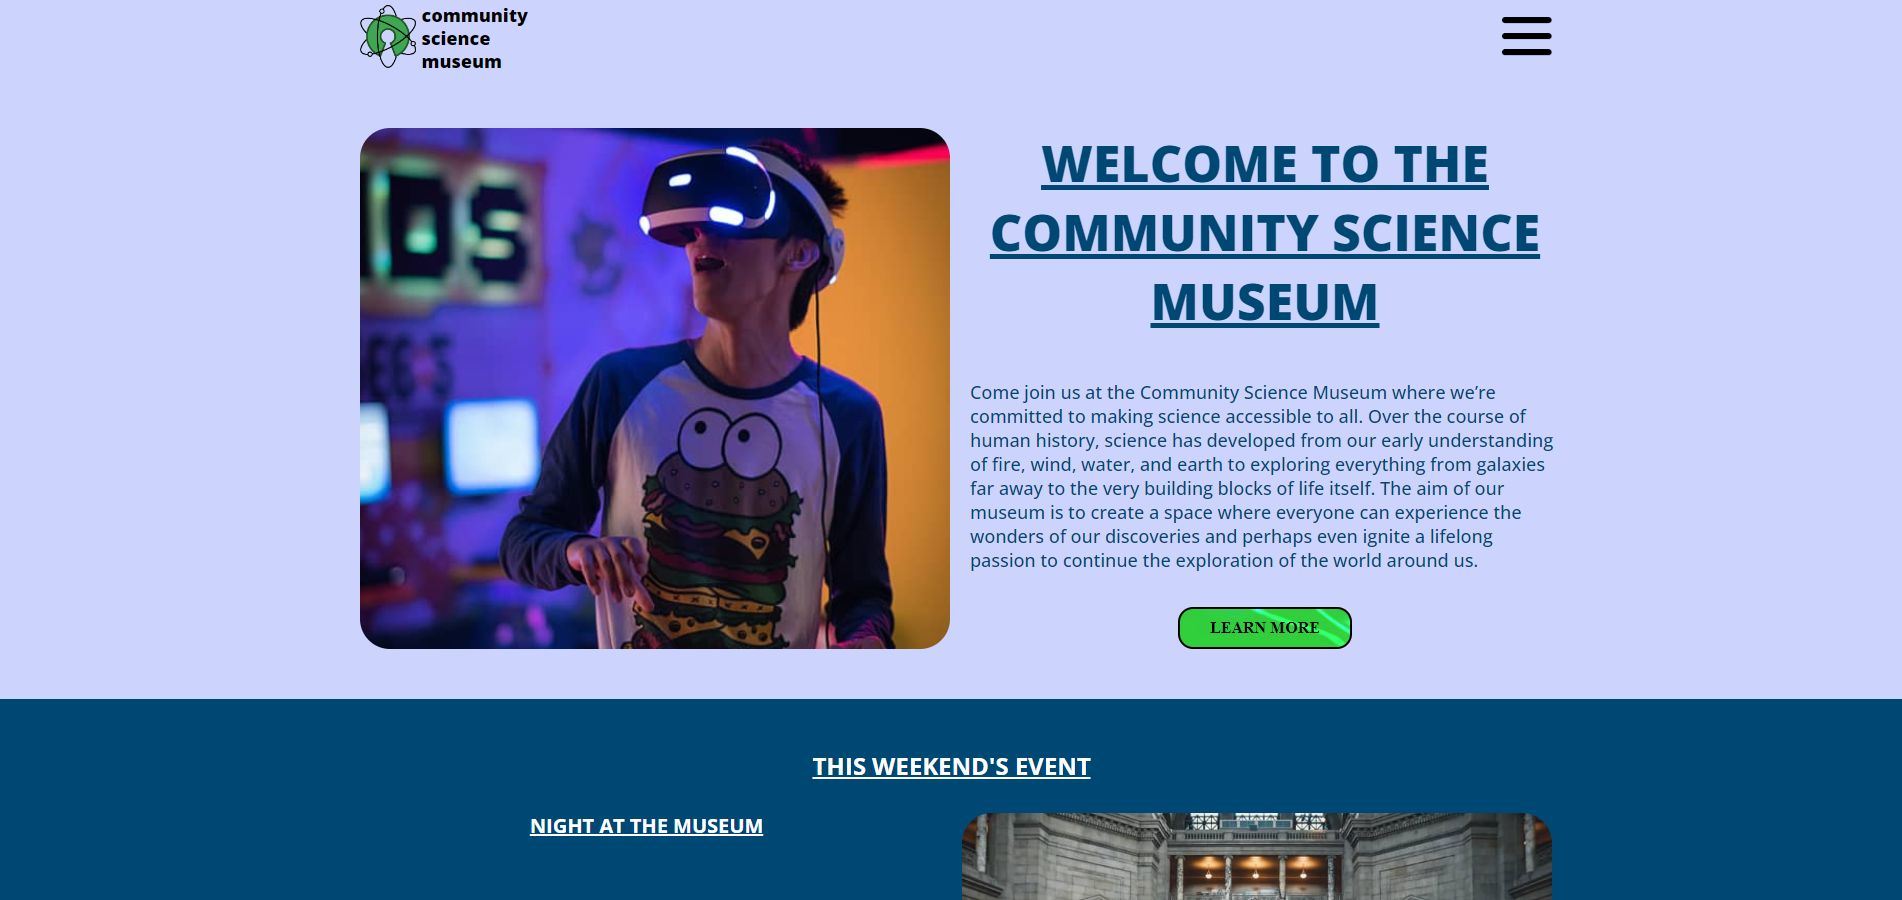 community
science
museum
WELCOME TO THE
COMMUNITY SCIENCE
MUSEUM
Come join us at the Community Science Museum where we’re
committed to making science accessible to all. Over the course of
human history, science has developed from our early understanding
of fire, wind, water, and earth to exploring everything from galaxies
far away to the very building blocks of life itself. The aim of our
museum is to create a space where everyone can experience the
wonders of our discoveries and perhaps even ignite a lifelong
passion to continue the exploration of the world around us.
LEARN MORE
THIS WEEKEND'S EVENT
NIGHT AT THE MUSEUM